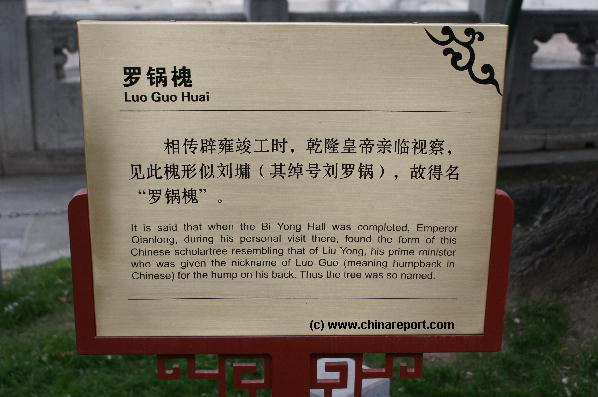 罗锅槐
Luo Guo Huai
相传辟雍竣工时，乾隆皇帝亲临视察，
见此槐形似刘墉（其绰号刘罗锅），故得名
“罗锅槐”。
It is said that when the Bi Yong Hall was completed, Emperor
Qianlong, during his personal visit there, found the form of this
Chinese scholartree resembling that of Liu Yong, his prime minister
who was given the nickname of Luo Guo (meaning humpback in
Chinese) for the hump on his back. Thus the tree was so named.
(c) www.chinareport.com